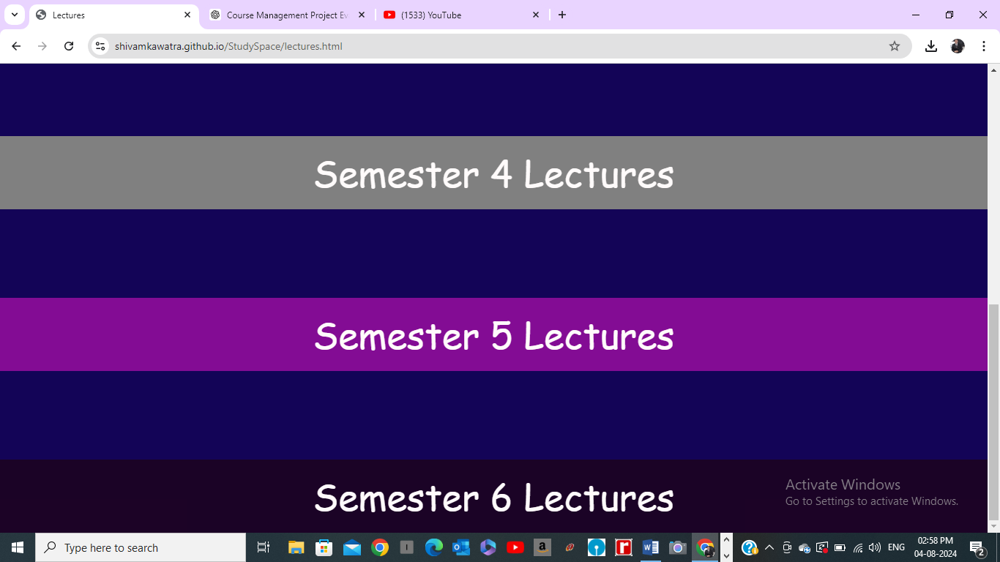 Lectures
Course Management Project Ev
(1533) YouTube
shivamkawatra.github.io/StudySpace/lectures.html
Semester 4 Lectures
Semester 5 Lectures
Semester 6 Lectures
Activate Windows
Go to Settings to activate Windows.
Type here to search
ENG
02:58 PM
04-08-2024
2